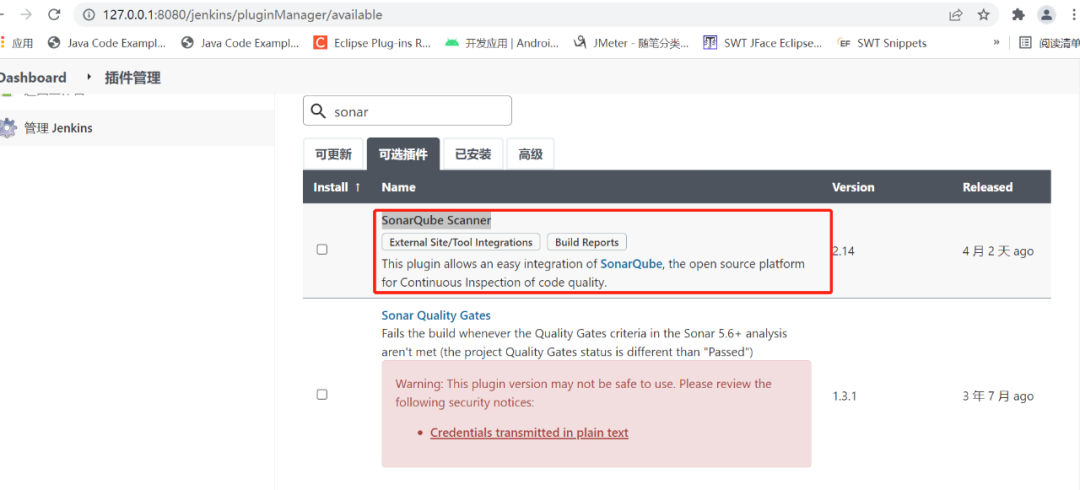 127.0.0.1:8080/jenkins/pluginManager/available
应用 Java Code Exampl... Java Code Exampl... Eclipse Plug-ins R... 开发应用 | Androi... JMeter - 随笔分类... SWT JFace Eclipse... SWT Snippets » 阅读清单
Dashboard 插件管理
管理 Jenkins
sonar
可更新 可选插件 已安装 高级
Install ↑ Name Version Released
SonarQube Scanner
External Site/Tool Integrations Build Reports
This plugin allows an easy integration of SonarQube, the open source platform
for Continuous Inspection of code quality.
2.14 4 月 2 天 ago
Sonar Quality Gates
Fails the build whenever the Quality Gates criteria in the Sonar 5.6+ analysis
aren't met (the project Quality Gates status is different than "Passed")
Warning: This plugin version may not be safe to use. Please review the
following security notices:
• Credentials transmitted in plain text
1.3.1 3 年 7 月 ago